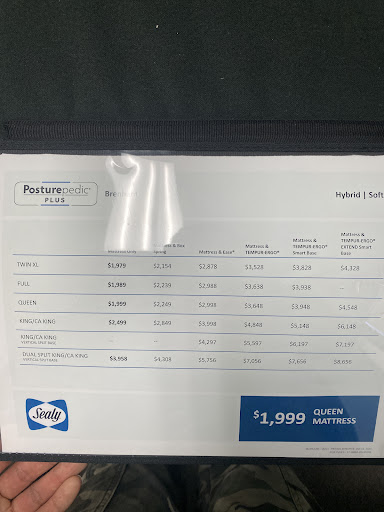 Posturepedic®
PLUS
Hybrid | Soft
Mattress & Ease®
Mattress & TEMPUR-ERGO®
Mattress & TEMPUR-ERGO® Smart Base
Mattress & TEMPUR-ERGO® EXTEND Smart Base
TWIN XL $1,979 $2,154 $2,878 $3,528 $3,828 $4,328
FULL $1,989 $2,239 $2,988 $3,638 $3,938 –
QUEEN $1,999 $2,249 $2,998 $3,648 $3,948 $4,548
KING/CA KING $2,499 $2,849 $3,998 $4,848 $5,148 $6,148
KING/CA KING – – $4,297 $5,597 $6,197 $7,197
VERTICAL SPLIT BASE
DUAL SPLIT KING/CA KING $3,958 $4,308 $5,756 $7,056 $7,656 $8,656
Sealy
$1,999 QUEEN MATTRESS